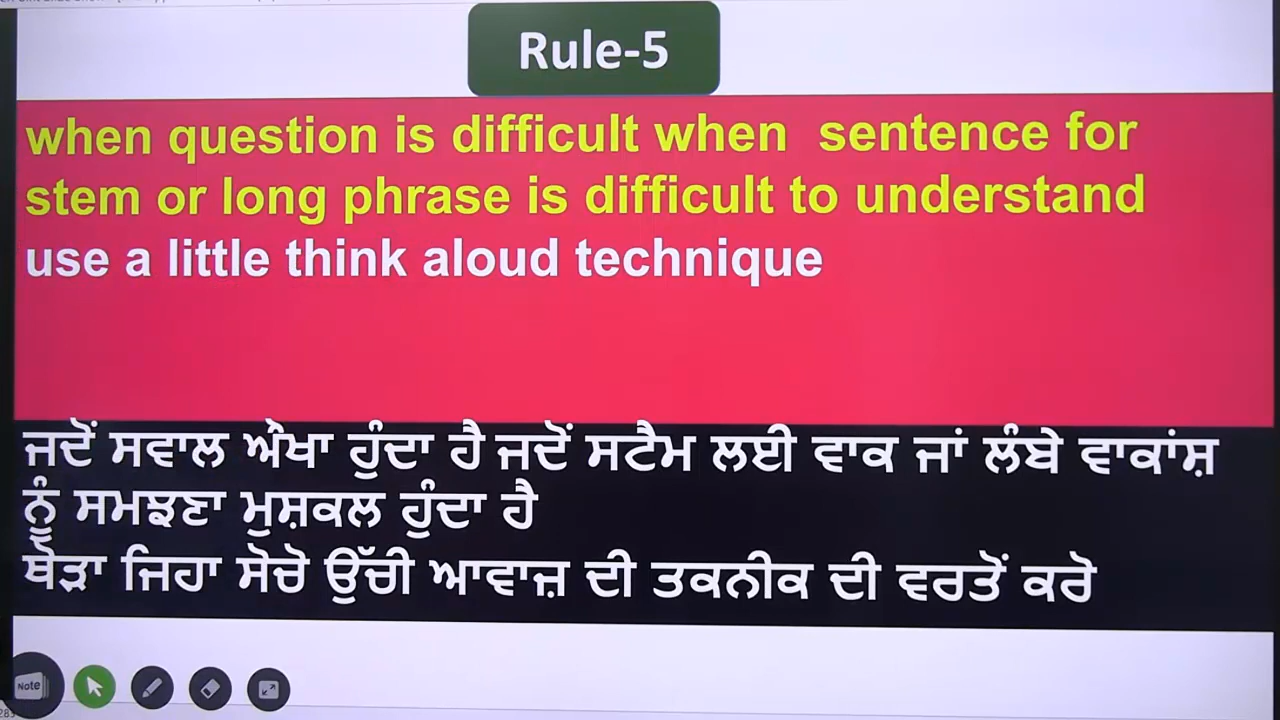 Rule-5
when question is difficult when sentence for
stem or long phrase is difficult to understand
use a little think aloud technique
ਜਦੋਂ ਸਵਾਲ ਔਖਾ ਹੁੰਦਾ ਹੈ ਜਦੋਂ ਸਟੈਮ ਲਈ ਵਾਕ ਜਾਂ ਲੰਬੇ ਵਾਕਾਂਸ਼
ਨੂੰ ਸਮਝਣਾ ਮੁਸ਼ਕਲ ਹੁੰਦਾ ਹੈ
ਥੋੜਾ ਜਿਹਾ ਸੋਚੋ ਉੱਚੀ ਆਵਾਜ਼ ਦੀ ਤਕਨੀਕ ਦੀ ਵਰਤੋਂ ਕਰੋ
Note